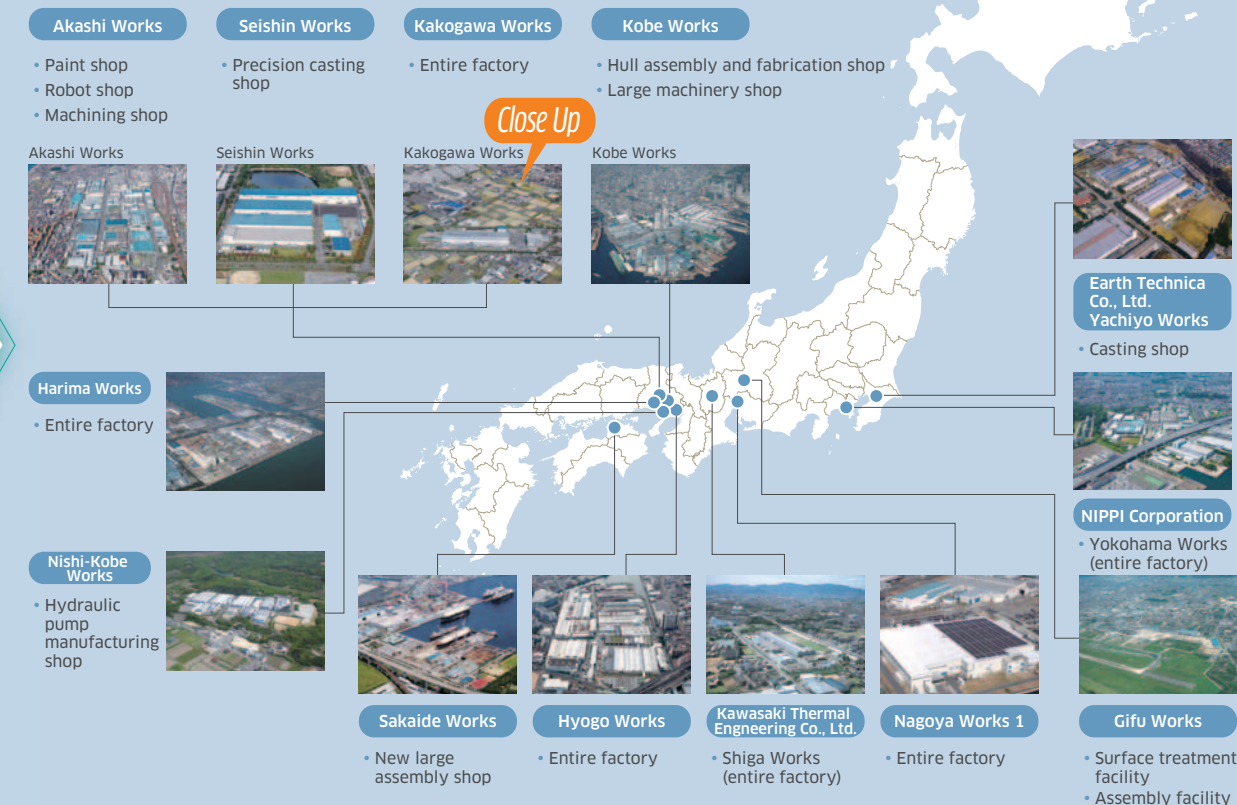 Akashi Works
• Paint shop
• Robot shop
• Machining shop
Akashi Works
Seishin Works
• Precision casting
shop
Seishin Works
Kakogawa Works
• Entire factory
Close Up
Kakogawa Works
Kobe Works
• Hull assembly and fabrication shop
• Large machinery shop
Kobe Works
Earth Technica
Co., Ltd.
Yachiyo Works
• Casting shop
Harima Works
• Entire factory
NIPPI Corporation
• Yokohama Works
(entire factory)
Nishi-Kobe
Works
• Hydraulic
pump
manufacturing
shop
Sakaide Works
• New large
assembly shop
Hyogo Works
• Entire factory
Kawasaki Thermal
Engneering Co., Ltd.
• Shiga Works
(entire factory)
Nagoya Works 1
• Entire factory
Gifu Works
• Surface treatment
facility
• Assembly facility